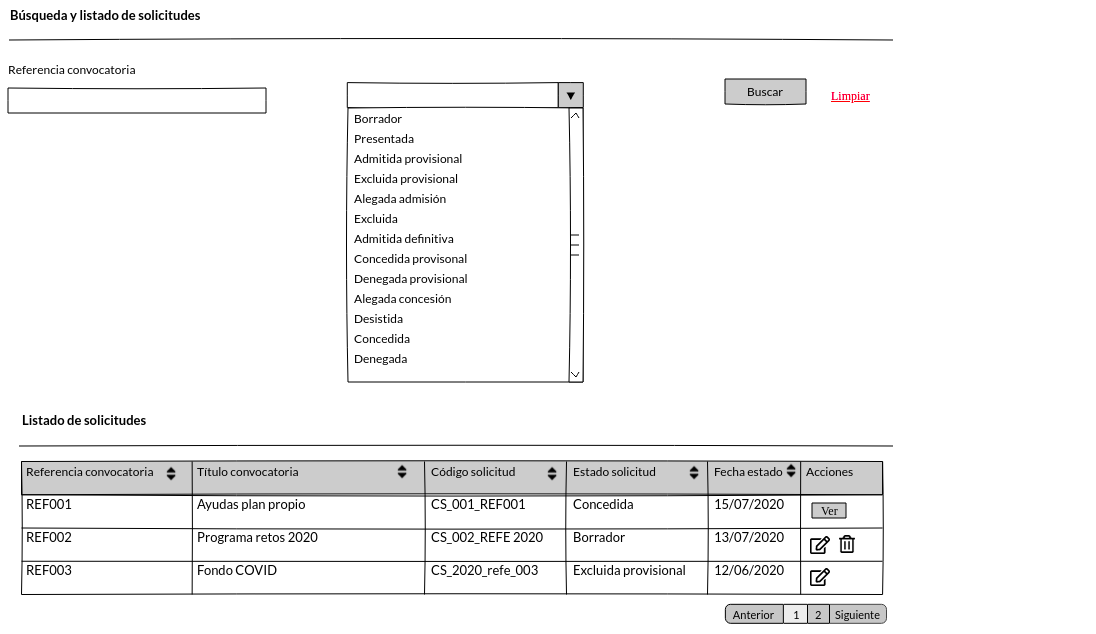 Búsqueda y listado de solicitudes
Referencia convocatoria
Buscar
Limpiar
Borrador
Presentada
Admitida provisional
Excluida provisional
Alegada admisión
Excluida
Admitida definitiva
Concedida provisonal
Denegada provisional
Alegada concesión
Desistida
Concedida
Denegada
Listado de solicitudes
Referencia convocatoria Título convocatoria Código solicitud Estado solicitud Fecha estado Acciones
REF001 Ayudas plan propio CS_001_REF001 Concedida 15/07/2020 Ver
REF002 Programa retos 2020 CS_002_REFE 2020 Borrador 13/07/2020
REF003 Fondo COVID CS_2020_refe_003 Excluida provisional 12/06/2020
Anterior 1 2 Siguiente